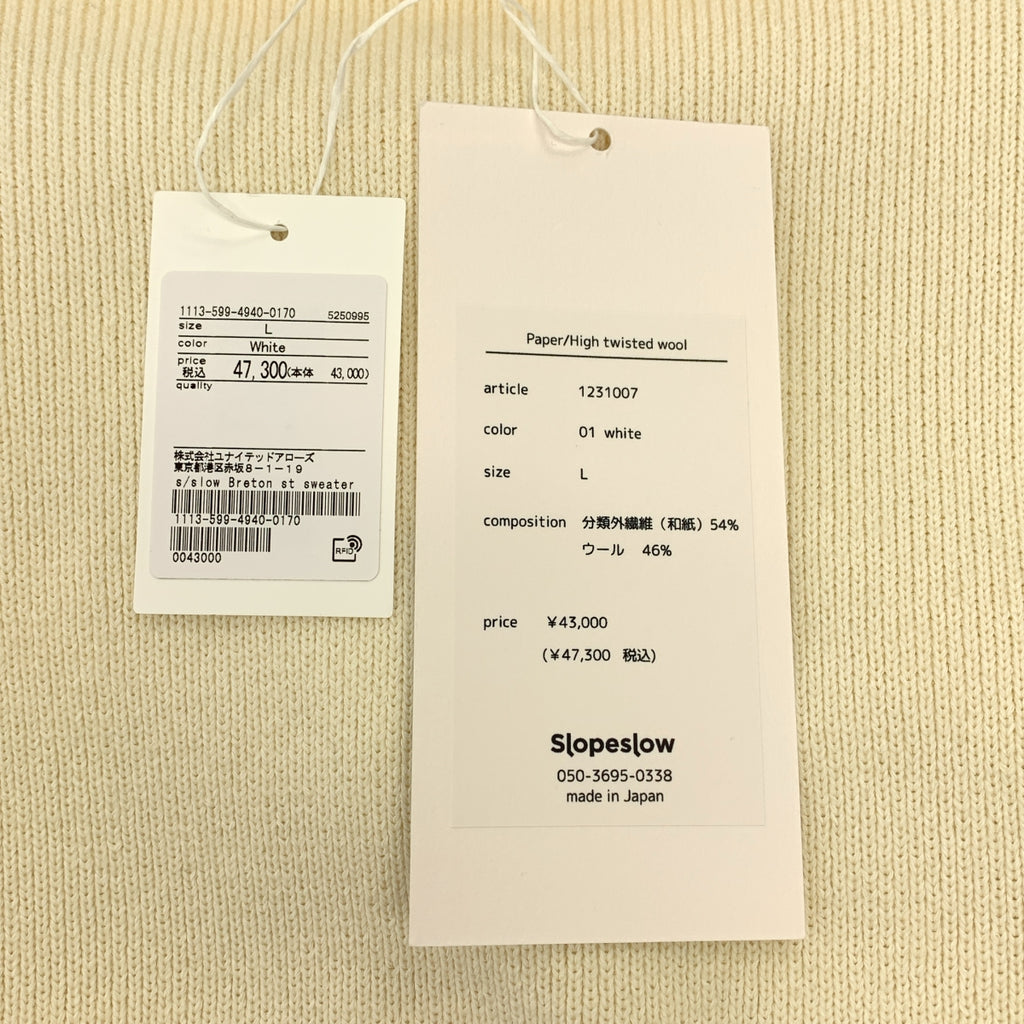 1113-599-4940-0170 5250995
size L
color White
price 税込 47,300(本体 43,000)
quality
株式会社ユナイテッドアローズ
東京都港区赤坂8-1-19
s/slow Breton st sweater
1113-599-4940-0170
0043000
RFID
Paper/High twisted wool
article 1231007
color 01 white
size L
composition 分類外繊維（和紙）54%
ウール 46%
price ￥43,000
(￥47,300 税込)
Slopeslow
050-3695-0338
made in Japan